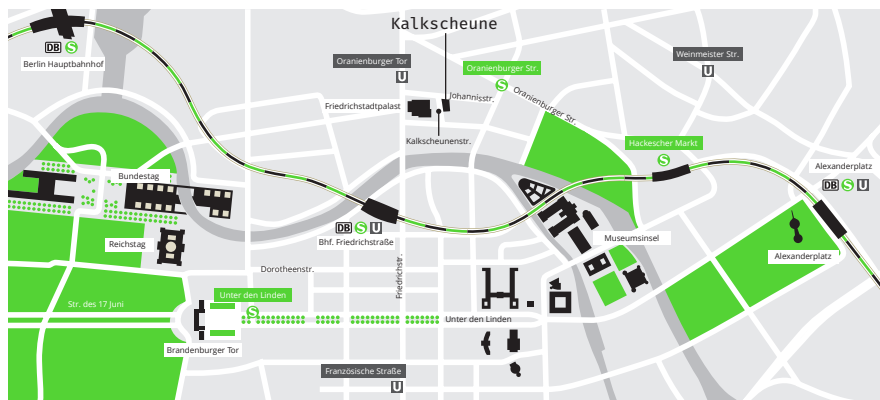 Kalkscheune
DB S
Berlin Hauptbahnhof
Oranienburger Tor
U
Oranienburger Str.
S
Weinmeister Str.
U
Friedrichstadtpalast
Johannisstr.
Oranienburger Str.
Kalkscheunenstr.
Hackescher Markt
S
Alexanderplatz
DB S U
Bundestag
DB S U
Bhf. Friedrichstraße
Reichstag
Museumsinsel
Alexanderplatz
Dorotheenstr.
Friedrichstr.
Unter den Linden
S
Str. des 17 Juni
Unter den Linden
Brandenburger Tor
Französische Straße
U